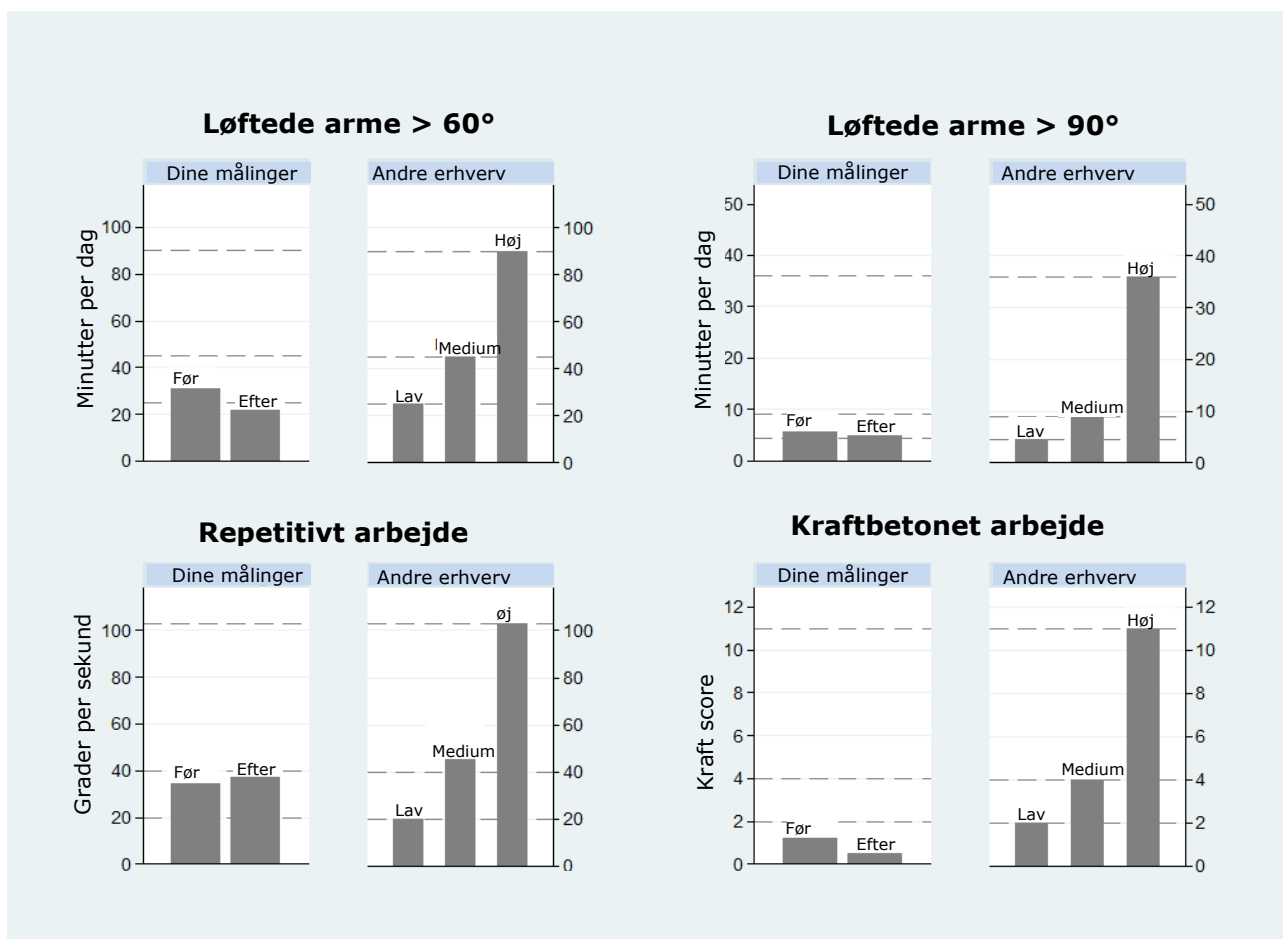 Løftede arme > 60°
Dine målinger
Andre erhverv
Minutter per dag
100
80
60
40
20
0
Før
Efter
Lav
Medium
Høj
100
80
60
40
20
0
Løftede arme > 90°
Dine målinger
Andre erhverv
Minutter per dag
50
40
30
20
10
0
Før
Efter
Lav
Medium
Høj
50
40
30
20
10
0
Repetitivt arbejde
Dine målinger
Andre erhverv
Grader per sekund
100
80
60
40
20
0
Før
Efter
Lav
Medium
øj
100
80
60
40
20
0
Kraftbetonet arbejde
Dine målinger
Andre erhverv
Kraft score
12
10
8
6
4
2
0
Før
Efter
Lav
Medium
Høj
12
10
8
6
4
2
0